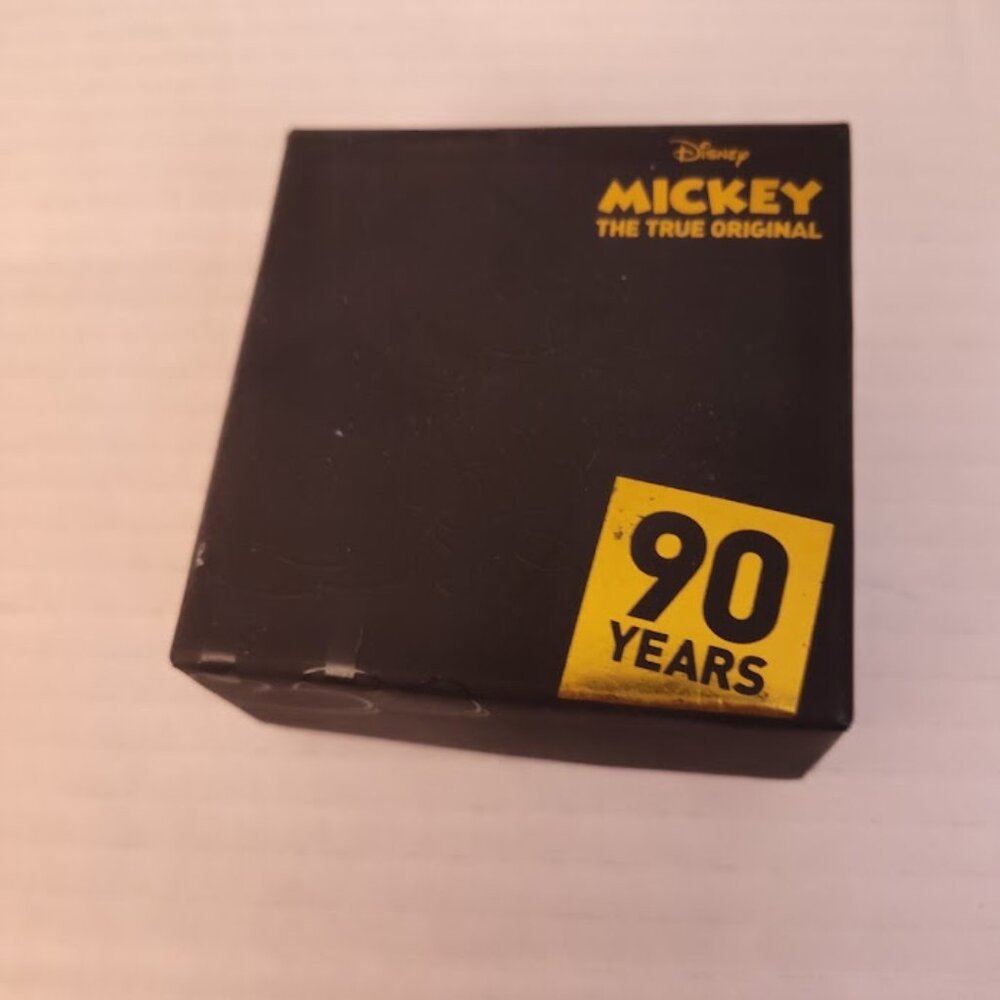 Disney
MICKEY
THE TRUE ORIGINAL
90
YEARS